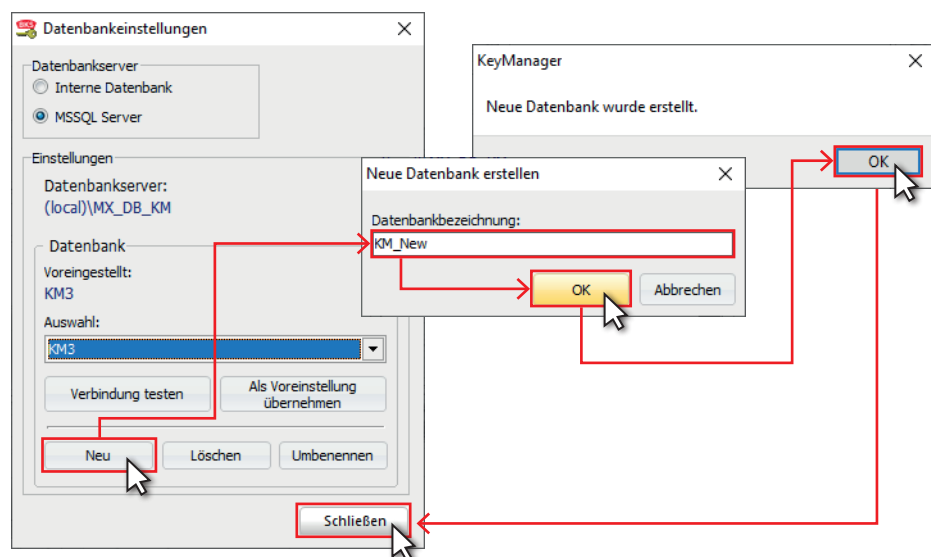 BKS
Datenbankeinstellungen
Datenbankserver
Interne Datenbank
MSSQL Server
Einstellungen
Datenbankserver:
(local)\MX_DB_KM
Datenbank
Voreingestellt:
KM3
Auswahl:
KM3
Verbindung testen
Als Voreinstellung
übernehmen
Neu
Löschen
Umbenennen
Schließen
Neue Datenbank erstellen
Datenbankbezeichnung:
KM_New
OK
Abbrechen
KeyManager
Neue Datenbank wurde erstellt.
OK